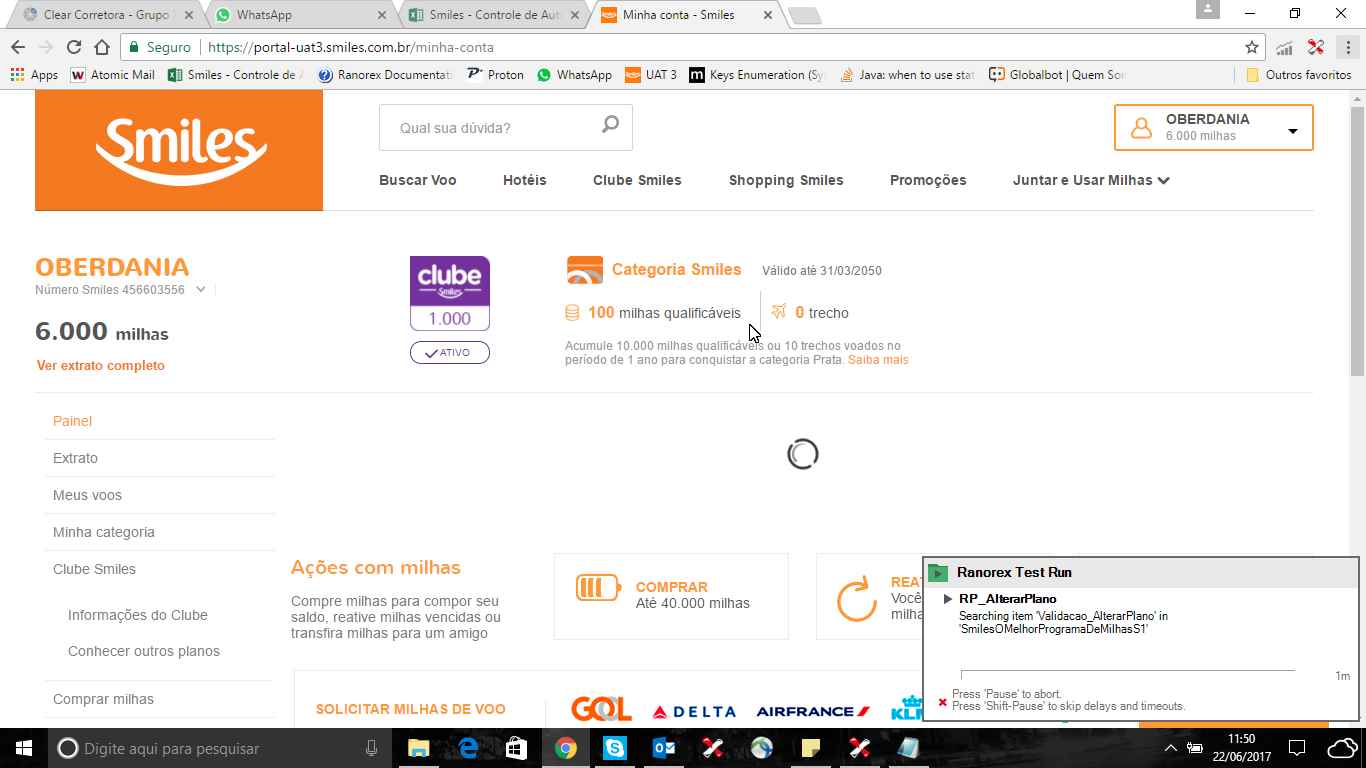 Clear Corretora - Grupo
WhatsApp
Smiles - Controle de Aut
Minha conta - Smiles
Seguro
https://portal-uat3.smiles.com.br/minha-conta
Apps
Atomic Mail
Smiles - Controle de A
Ranorex Documentati
Proton
WhatsApp
UAT 3
Keys Enumeration (Sy
Java: when to use stat
Globalbot | Quem Som
Outros favoritos
Smiles
Qual sua dúvida?
OBERDANIA
6.000 milhas
Buscar Voo
Hotéis
Clube Smiles
Shopping Smiles
Promoções
Juntar e Usar Milhas
OBERDANIA
Número Smiles 456603556
6.000 milhas
Ver extrato completo
clube
Smiles
1.000
ATIVO
Categoria Smiles
Válido até 31/03/2050
100 milhas qualificáveis
0 trecho
Acumule 10.000 milhas qualificáveis ou 10 trechos voados no
período de 1 ano para conquistar a categoria Prata. Saiba mais
Painel
Extrato
Meus voos
Minha categoria
Clube Smiles
Informações do Clube
Conhecer outros planos
Comprar milhas
Ações com milhas
Compre milhas para compor seu
saldo, reative milhas vencidas ou
transfira milhas para um amigo
COMPRAR
Até 40.000 milhas
REAT
Você
milha
SOLICITAR MILHAS DE VOO
GOL
DELTA
AIRFRANCE
KLM
Ranorex Test Run
RP_AlterarPlano
Searching item 'Validacao_AlterarPlano' in
'SmilesOMelhorProgramaDeMilhasS1'
1m
Press 'Pause' to abort.
Press 'Shift-Pause' to skip delays and timeouts.
Digite aqui para pesquisar
11:50
22/06/2017